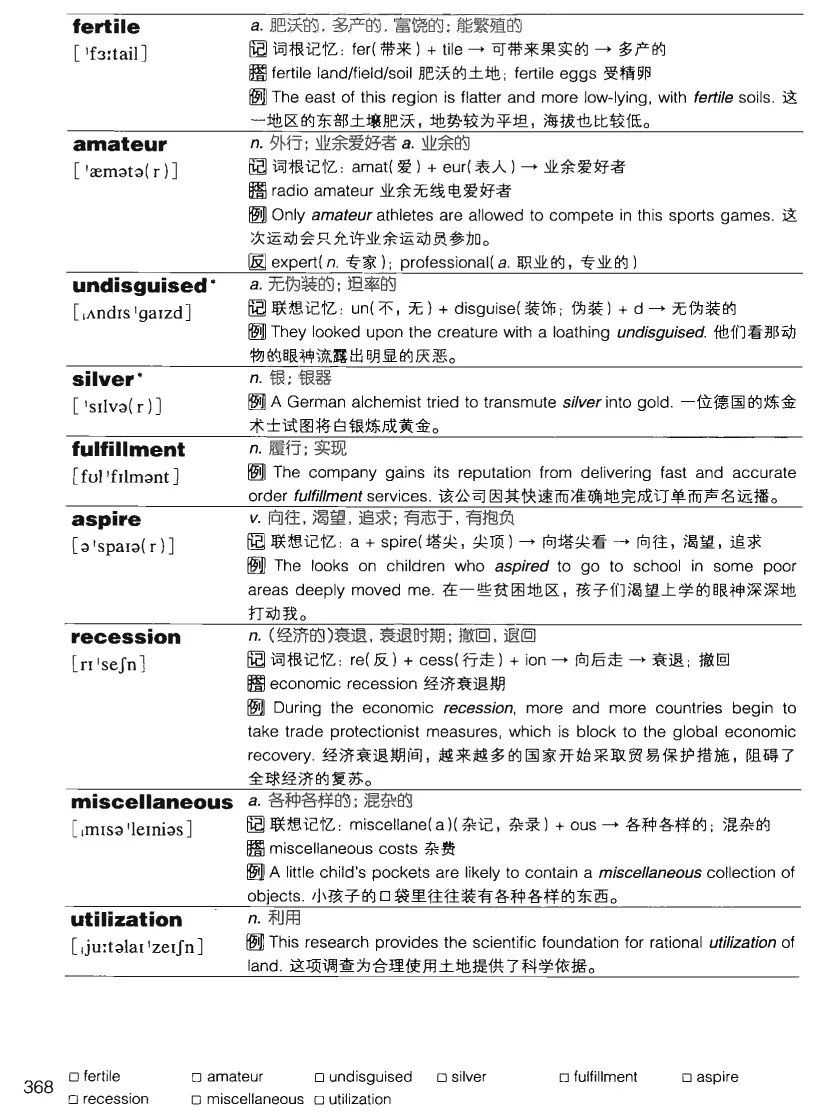 fertile a. 肥沃的, 多产的, 富饶的; 能繁殖的
[ˈfɜːtail] 记 词根记忆: fer(带来) + tile → 可带来果实的 → 多产的
搭 fertile land/field/soil 肥沃的土地; fertile eggs 受精卵
例 The east of this region is flatter and more low-lying, with fertile soils. 这
一地区的东部土壤肥沃, 地势较为平坦, 海拔也比较低。
amateur n. 外行; 业余爱好者 a. 业余的
[ˈæmətə(r)] 记 词根记忆: amat(爱) + eur(表人) → 业余爱好者
搭 radio amateur 业余无线电爱好者
例 Only amateur athletes are allowed to compete in this sports games. 这
次运动会只允许业余运动员参加。
反 expert(n. 专家); professional(a. 职业的, 专业的)
undisguised* a. 无伪装的; 坦率的
[ˌʌndɪsˈgaɪzd] 记 联想记忆: un(不, 无) + disguise(装饰; 伪装) + d → 无伪装的
例 They looked upon the creature with a loathing undisguised. 他们看那动
物的眼神流露出明显的厌恶。
silver* n. 银; 银器
[ˈsɪlvə(r)] 例 A German alchemist tried to transmute silver into gold. 一位德国的炼金
术士试图将白银炼成黄金。
fulfillment n. 履行; 实现
[fʊlˈfɪlmənt] 例 The company gains its reputation from delivering fast and accurate
order fulfillment services. 该公司因其快速而准确地完成订单而声名远播。
aspire v. 向往, 渴望, 追求; 有志于, 有抱负
[əˈspaɪə(r)] 记 联想记忆: a + spire(塔尖, 尖顶) → 向塔尖看 → 向往, 渴望, 追求
例 The looks on children who aspired to go to school in some poor
areas deeply moved me. 在一些贫困地区, 孩子们渴望上学的眼神深深地
打动我。
recession n. (经济的)衰退, 衰退时期; 撤回, 退回
[rɪˈseʃn] 记 词根记忆: re(反) + cess(行走) + ion → 向后走 → 衰退; 撤回
搭 economic recession 经济衰退期
例 During the economic recession, more and more countries begin to
take trade protectionist measures, which is block to the global economic
recovery. 经济衰退期间, 越来越多的国家开始采取贸易保护措施, 阻碍了
全球经济的复苏。
miscellaneous a. 各种各样的; 混杂的
[ˌmɪsəˈleɪniəs] 记 联想记忆: miscellane(a)(杂记, 杂录) + ous → 各种各样的; 混杂的
搭 miscellaneous costs 杂费
例 A little child's pockets are likely to contain a miscellaneous collection of
objects. 小孩子的口袋里往往装有各种各样的东西。
utilization n. 利用
[ˌjuːtəlaɪˈzeɪʃn] 例 This research provides the scientific foundation for rational utilization of
land. 这项调查为合理使用土地提供了科学依据。
368 □ fertile □ amateur □ undisguised □ silver □ fulfillment □ aspire
□ recession □ miscellaneous □ utilization